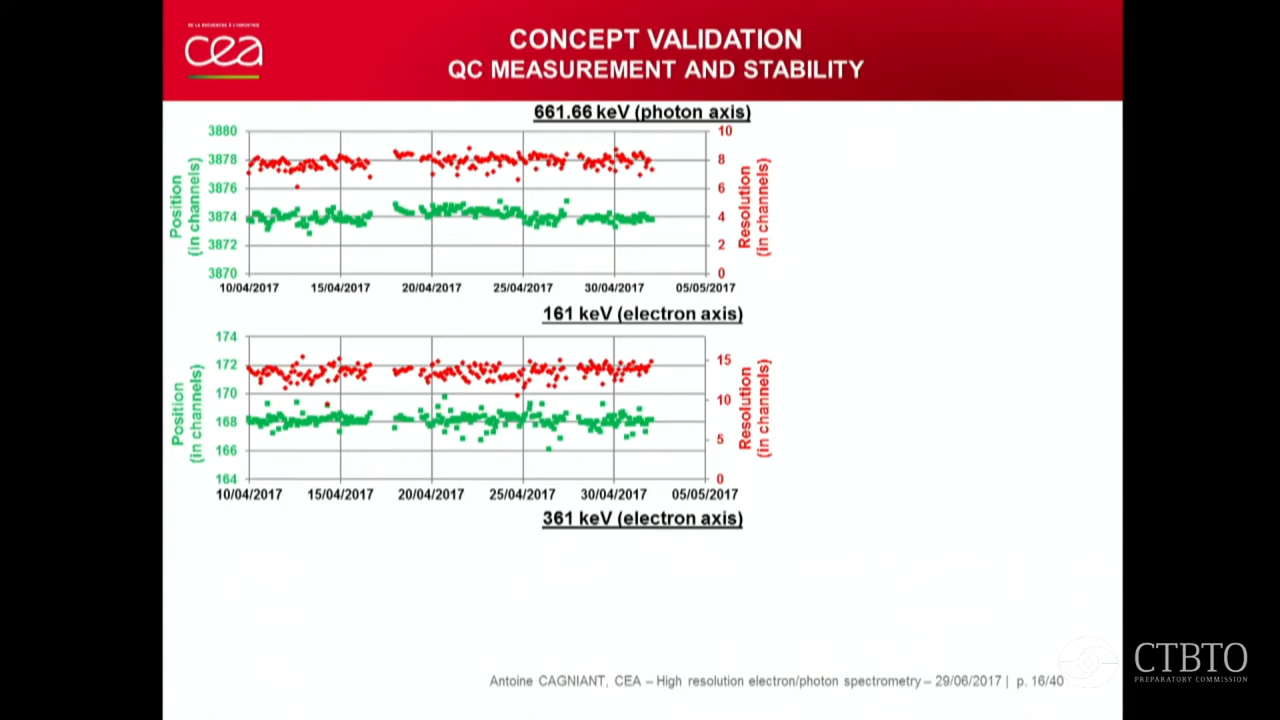 DE LA RECHERCHE À L'INDUSTRIE
cea
CONCEPT VALIDATION
QC MEASUREMENT AND STABILITY
661.66 keV (photon axis)
Position
(in channels)
3880
3878
3876
3874
3872
3870
10
8
6
4
2
0
Resolution
(in channels)
10/04/2017 15/04/2017 20/04/2017 25/04/2017 30/04/2017 05/05/2017
161 keV (electron axis)
Position
(in channels)
174
172
170
168
166
164
15
10
5
0
Resolution
(in channels)
10/04/2017 15/04/2017 20/04/2017 25/04/2017 30/04/2017 05/05/2017
361 keV (electron axis)
Antoine CAGNIANT, CEA – High resolution electron/photon spectrometry – 29/06/2017 | p. 16/40
CTBTO
PREPARATORY COMMISSION